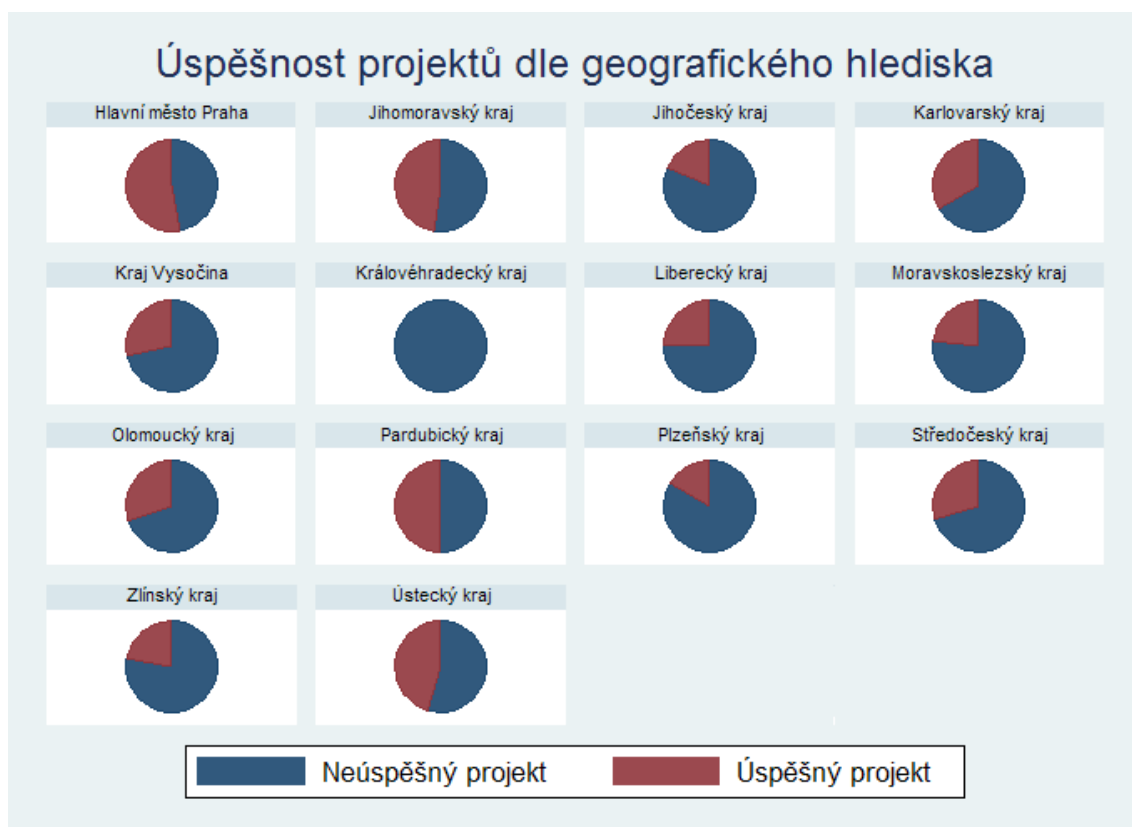 Úspěšnost projektů dle geografického hlediska
Hlavní město Praha
Jihomoravský kraj
Jihočeský kraj
Karlovarský kraj
Kraj Vysočina
Královéhradecký kraj
Liberecký kraj
Moravskoslezský kraj
Olomoucký kraj
Pardubický kraj
Plzeňský kraj
Středočeský kraj
Zlínský kraj
Ústecký kraj
Neúspěšný projekt
Úspěšný projekt